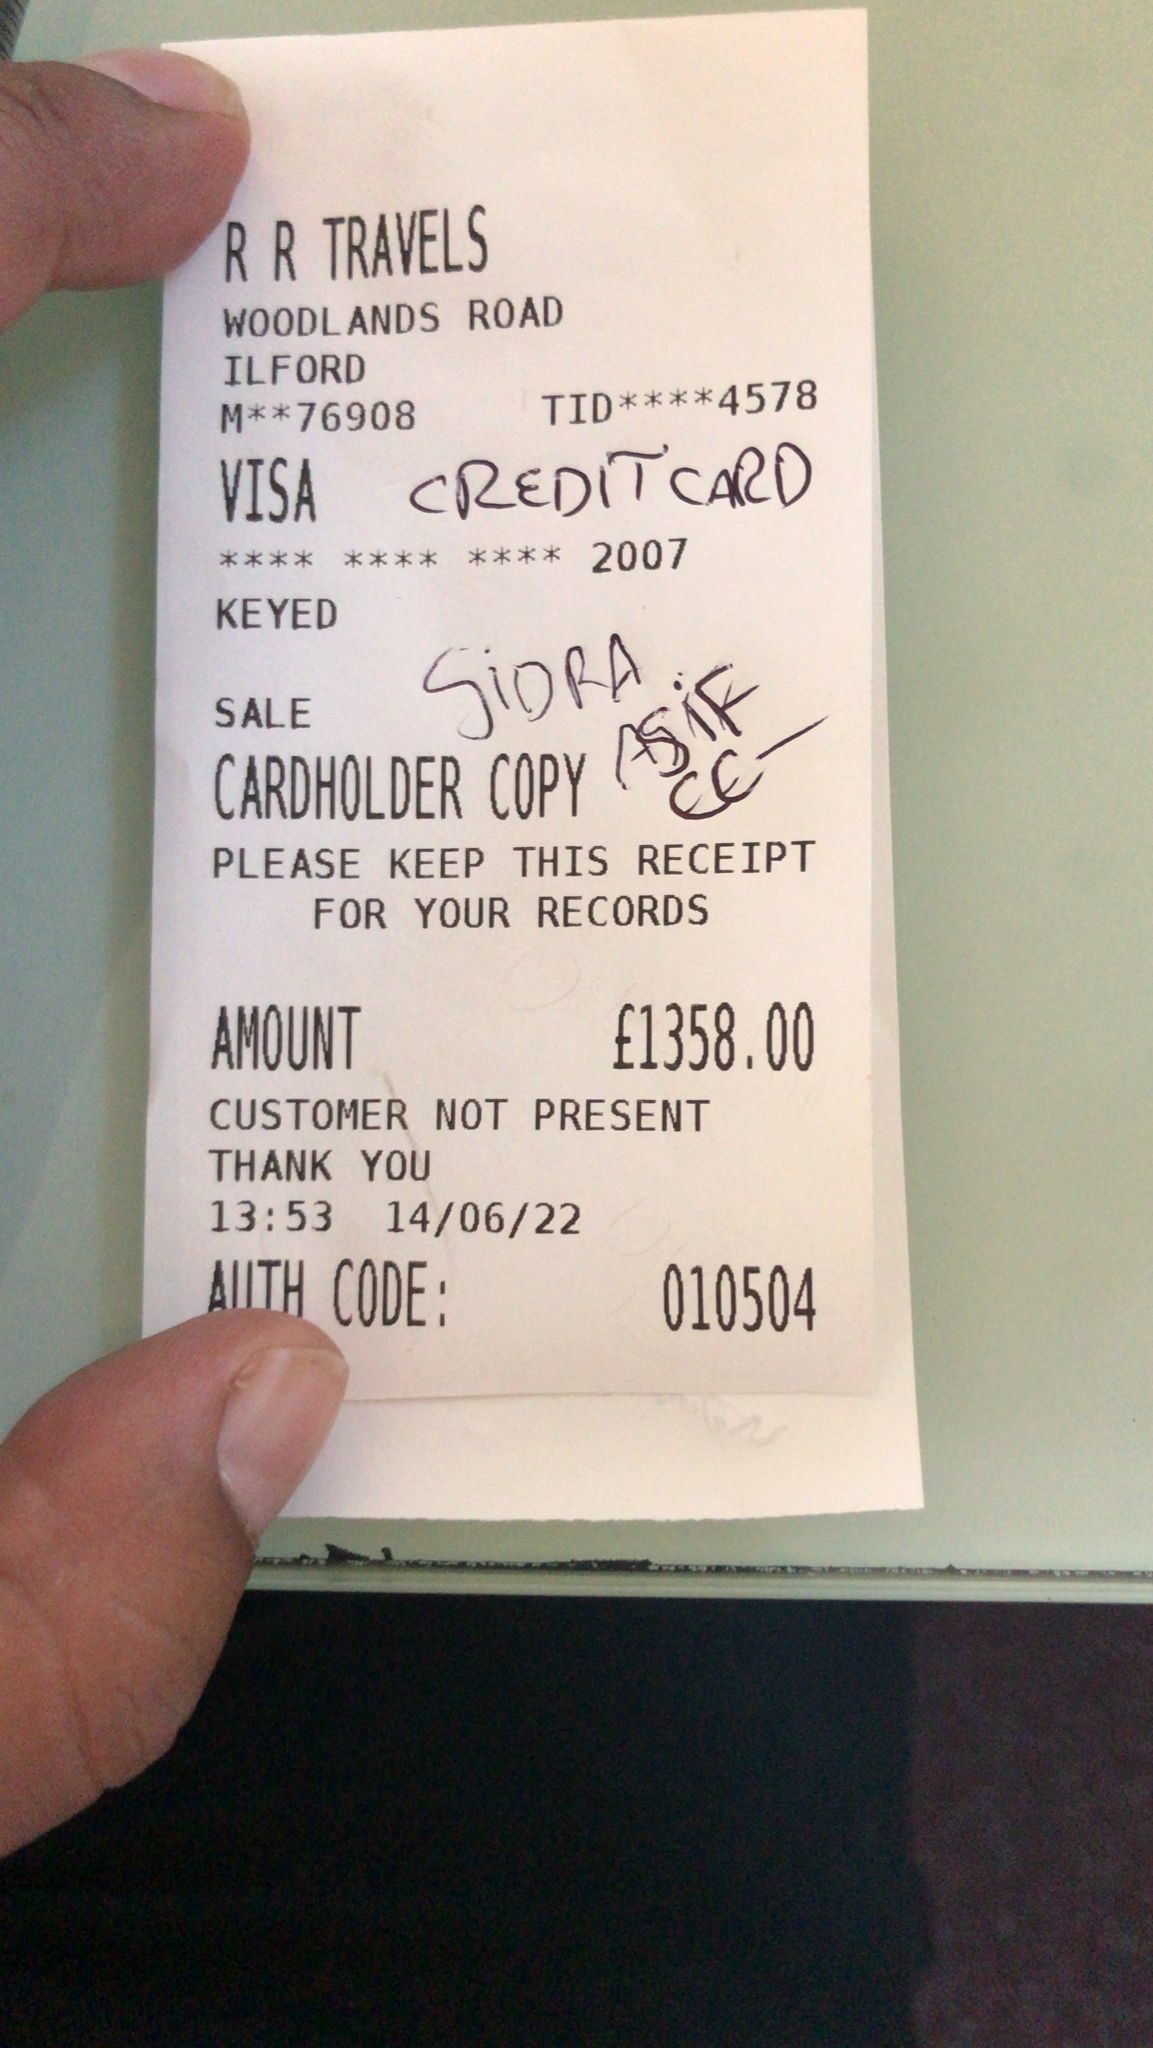 R R TRAVELS
WOODLANDS ROAD
ILFORD
M**76908 TID****4578
VISA CREDIT CARD
**** **** **** 2007
KEYED
SIDRA
ASIF
CC
SALE
CARDHOLDER COPY
PLEASE KEEP THIS RECEIPT
FOR YOUR RECORDS
AMOUNT £1358.00
CUSTOMER NOT PRESENT
THANK YOU
13:53 14/06/22
AUTH CODE: 010504